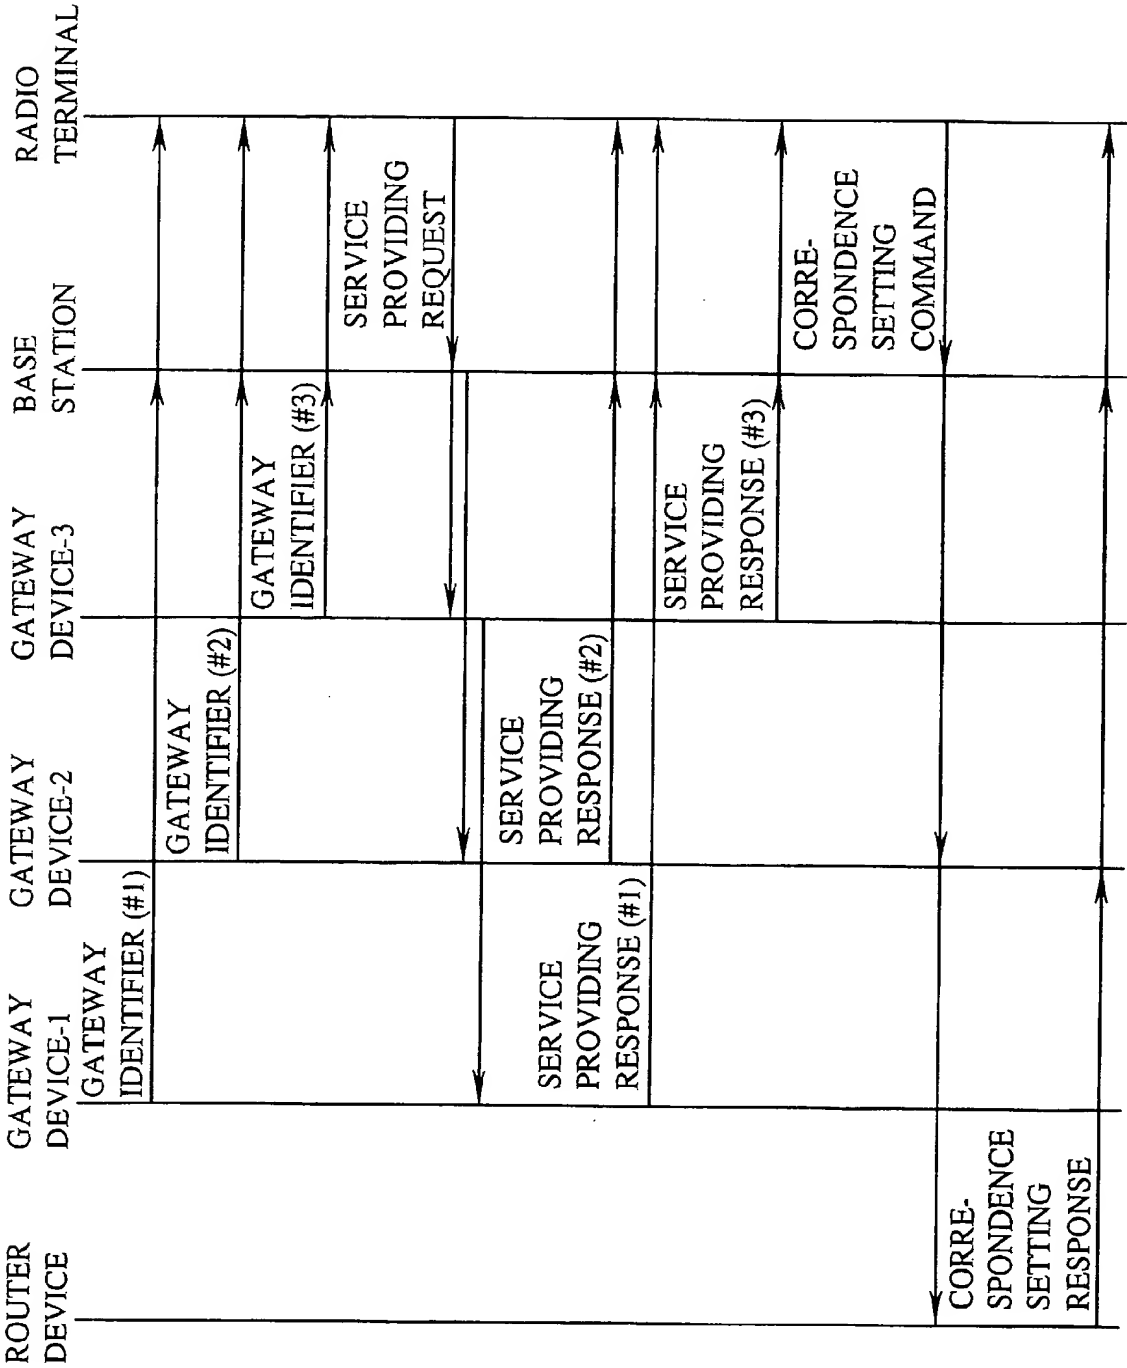 ROUTER
DEVICE
GATEWAY
DEVICE-1
GATEWAY
DEVICE-2
GATEWAY
DEVICE-3
BASE
STATION
RADIO
TERMINAL
GATEWAY
IDENTIFIER (#1)
GATEWAY
IDENTIFIER (#2)
GATEWAY
IDENTIFIER (#3)
SERVICE
PROVIDING
REQUEST
SERVICE
PROVIDING
RESPONSE (#2)
SERVICE
PROVIDING
RESPONSE (#1)
SERVICE
PROVIDING
RESPONSE (#3)
CORRE-
SPONDENCE
SETTING
COMMAND
CORRE-
SPONDENCE
SETTING
RESPONSE